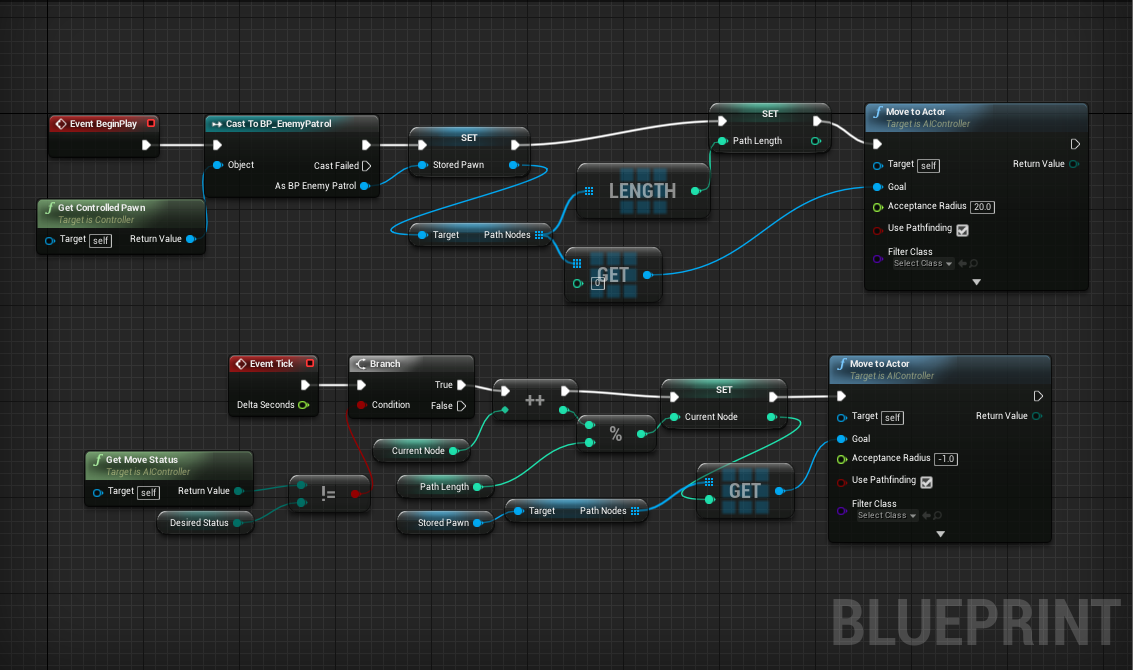 Event BeginPlay
Cast To BP_EnemyPatrol
Object
Cast Failed
As BP Enemy Patrol
Get Controlled Pawn
Target is Controller
Target self
Return Value
SET
Stored Pawn
Target
Path Nodes
LENGTH
GET
0
SET
Path Length
Move to Actor
Target is AIController
Target self
Return Value
Goal
Acceptance Radius 20.0
Use Pathfinding
Filter Class
Select Class
Event Tick
Delta Seconds
Branch
True
Condition
False
Get Move Status
Target is AIController
Target self
Return Value
Desired Status
!=
Current Node
++
Path Length
%
Stored Pawn
Target
Path Nodes
SET
Current Node
GET
Move to Actor
Target is AIController
Target self
Return Value
Goal
Acceptance Radius -1.0
Use Pathfinding
Filter Class
Select Class
BLUEPRINT